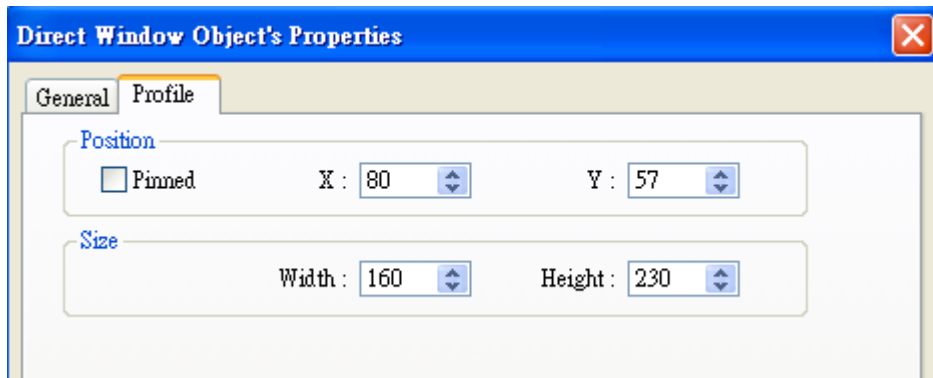 Direct Window Object's Properties
General Profile
Position
Pinned X : 80 Y : 57
Size
Width : 160 Height : 230